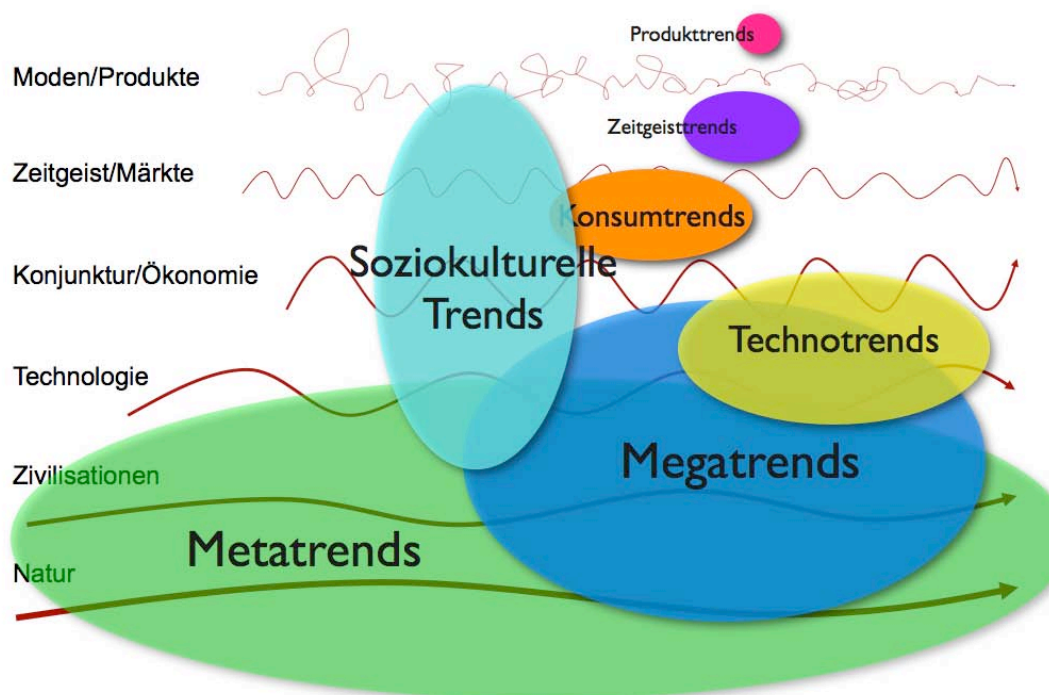 Produkttrends
Moden/Produkte
Zeitgeisttrends
Zeitgeist/Märkte
Konsumtrends
Konjunktur/Ökonomie
Soziokulturelle
Trends
Technotrends
Technologie
Megatrends
Zivilisationen
Metatrends
Natur